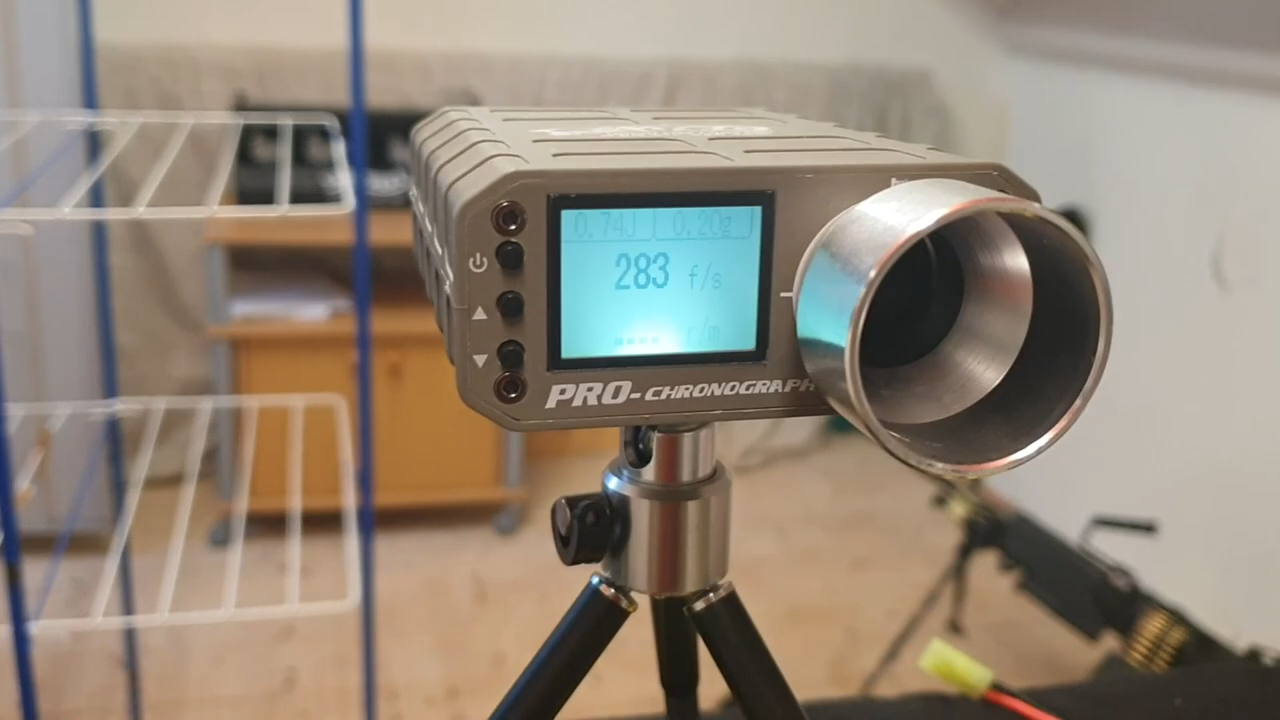 0.74J 0.20g
283 f/s
---- r/m
PRO-CHRONOGRAPH